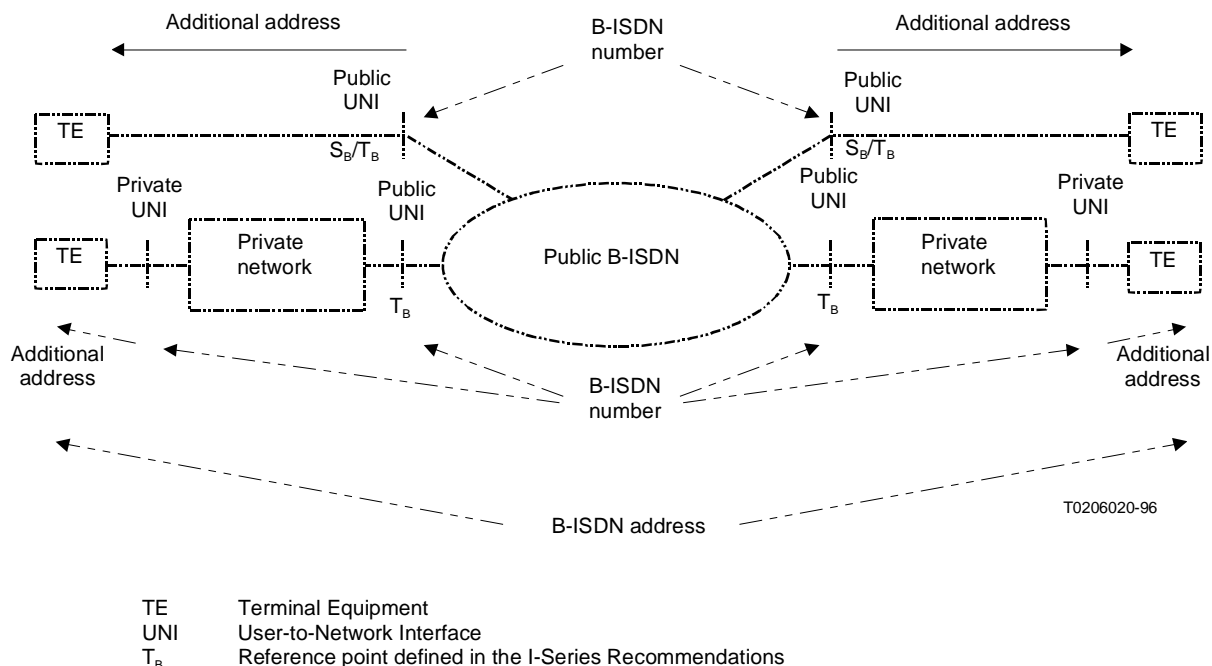 Additional address
B-ISDN
number
Additional address
Public
UNI
Public
UNI
TE
TE
S_B/T_B
S_B/T_B
Private
UNI
Public
UNI
Public
UNI
Private
UNI
TE
Private
network
Public B-ISDN
Private
network
TE
T_B
T_B
Additional
address
B-ISDN
number
Additional
address
B-ISDN address
T0206020-96
TE Terminal Equipment
UNI User-to-Network Interface
T_B Reference point defined in the I-Series Recommendations